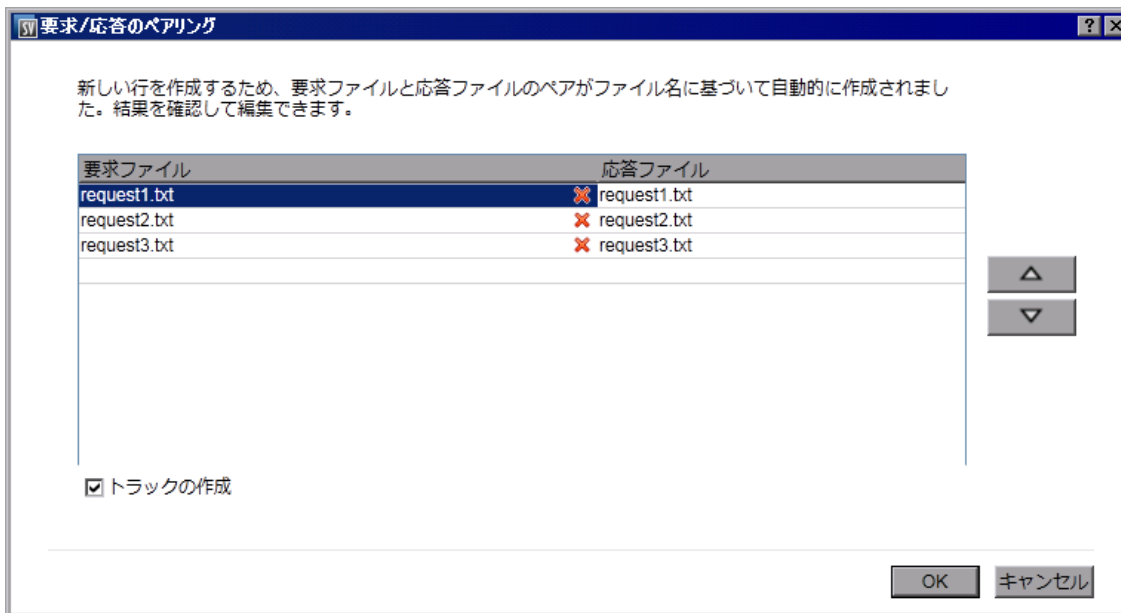 SV 要求/応答のペアリング ?
新しい行を作成するため、要求ファイルと応答ファイルのペアがファイル名に基づいて自動的に作成されまし
た。結果を確認して編集できます。
要求ファイル 応答ファイル
request1.txt request1.txt
request2.txt request2.txt
request3.txt request3.txt
トラックの作成
OK キャンセル